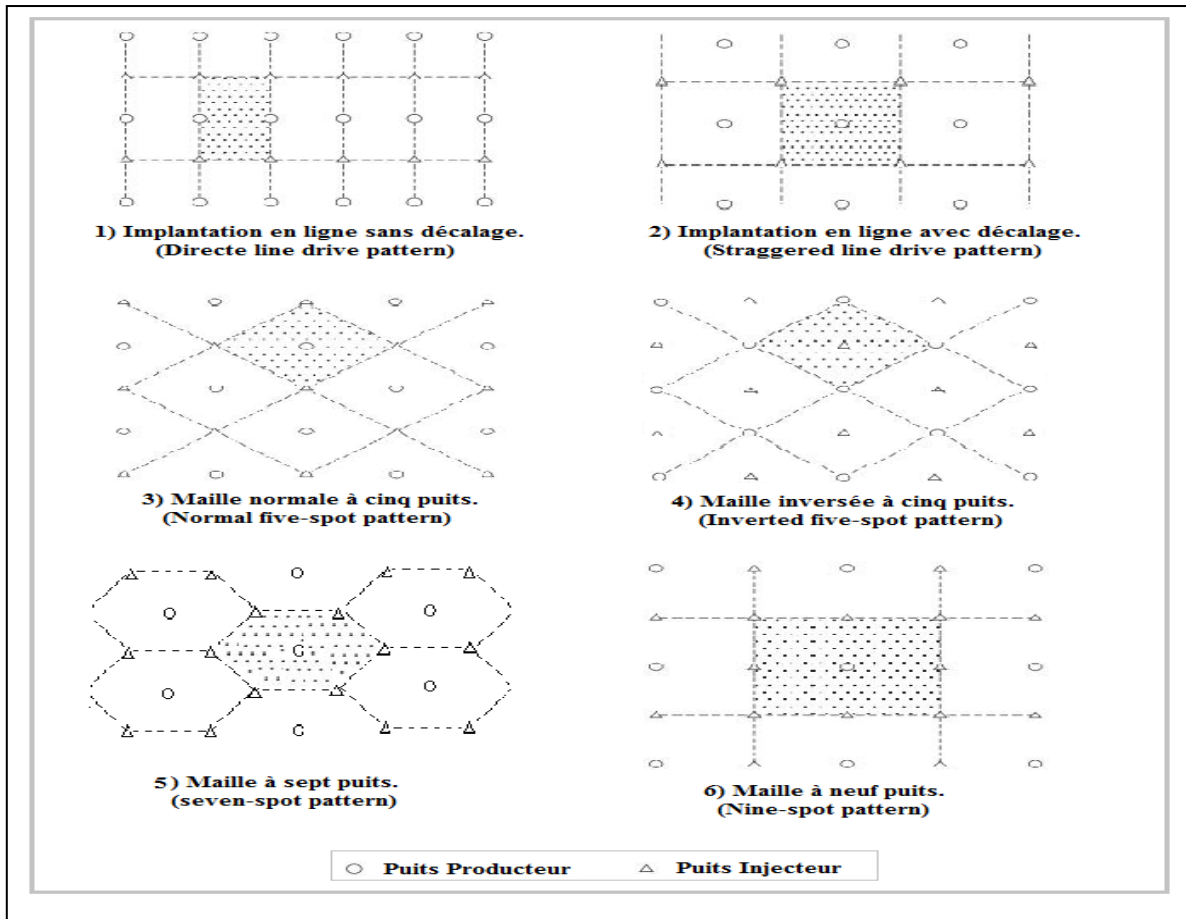 1) Implantation en ligne sans décalage.
(Directe line drive pattern)
2) Implantation en ligne avec décalage.
(Straggered line drive pattern)
3) Maille normale à cinq puits.
(Normal five-spot pattern)
4) Maille inversée à cinq puits.
(Inverted five-spot pattern)
5) Maille à sept puits.
(seven-spot pattern)
6) Maille à neuf puits.
(Nine-spot pattern)
Puits Producteur
Puits Injecteur